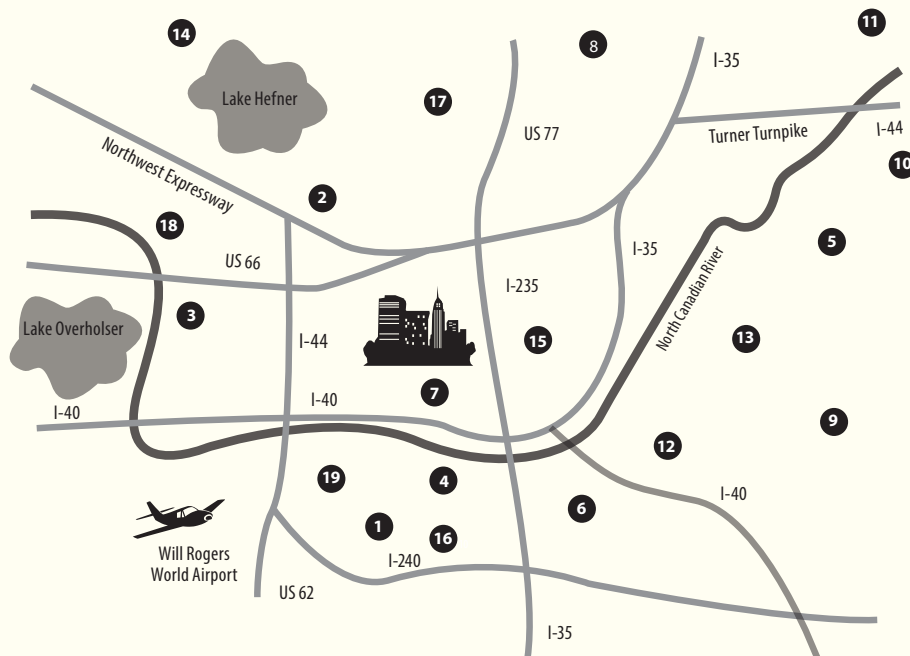 11
14
8
I-35
Lake Hefner
17
US 77
Turner Turnpike
I-44
10
Northwest Expressway
2
18
5
US 66
I-35
I-235
North Canadian River
3
Lake Overholser
I-44
15
13
7
I-40
I-40
9
12
19
4
I-40
6
1
16
Will Rogers
World Airport
I-240
US 62
I-35